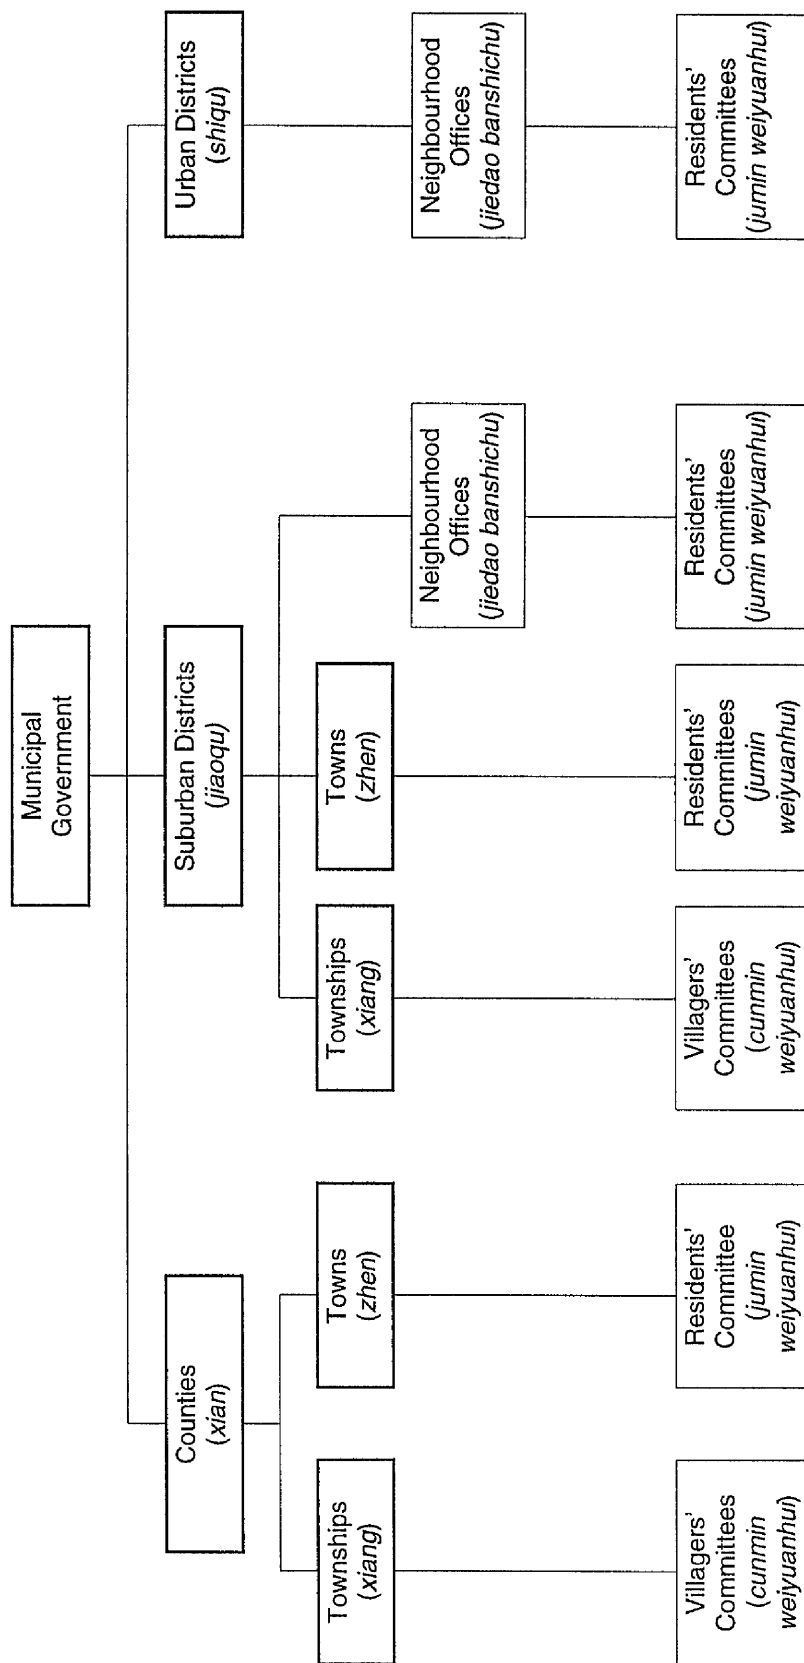 Municipal
Government
Counties
(xian)
Suburban Districts
(jiaoqu)
Urban Districts
(shiqu)
Townships
(xiang)
Towns
(zhen)
Townships
(xiang)
Towns
(zhen)
Neighbourhood
Offices
(jiedao banshichu)
Neighbourhood
Offices
(jiedao banshichu)
Villagers'
Committees
(cunmin
weiyuanhui)
Residents'
Committee
(jumin
weiyuanhui)
Villagers'
Committees
(cunmin
weiyuanhui)
Residents'
Committees
(jumin
weiyuanhui)
Residents'
Committees
(jumin weiyuanhui)
Residents'
Committees
(jumin weiyuanhui)